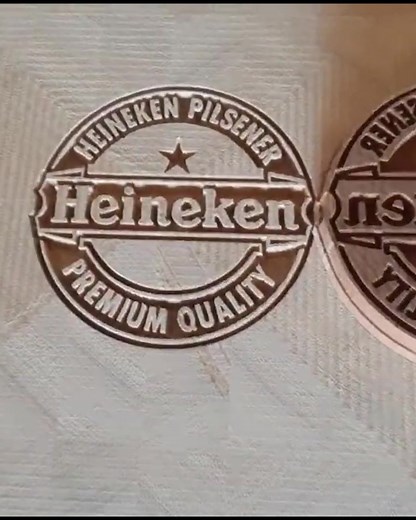 HEINEKEN PILSENER
Heineken
PREMIUM QUALITY